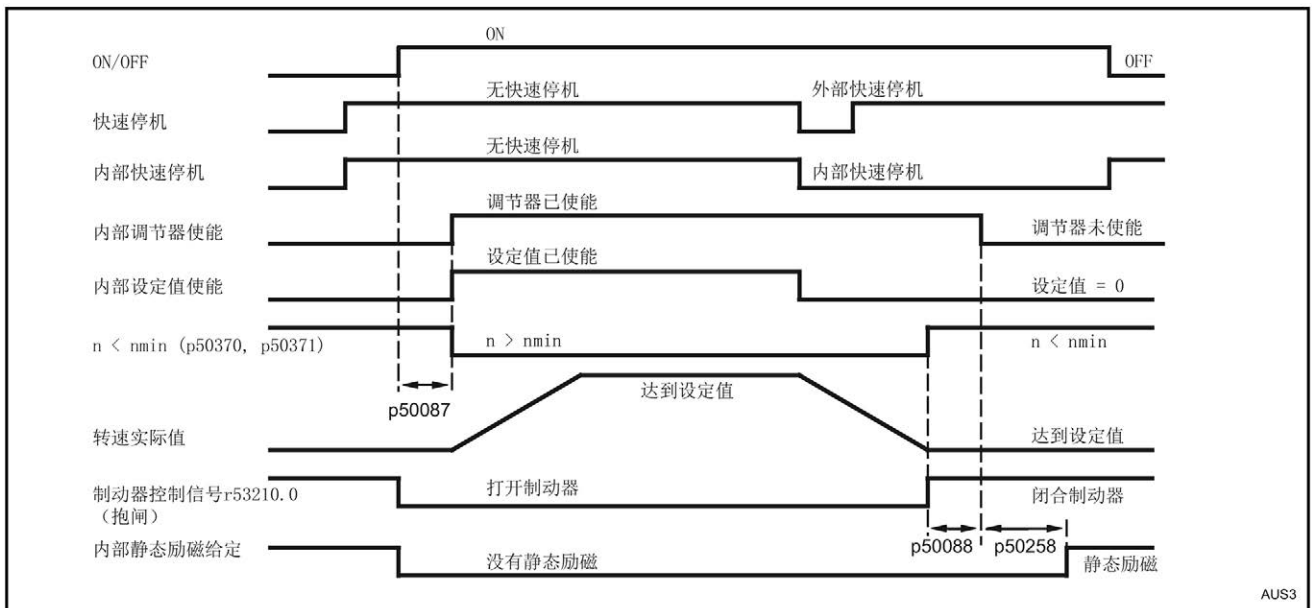 ON
ON/OFF
OFF
无快速停机
外部快速停机
快速停机
无快速停机
内部快速停机
内部快速停机
调节器已使能
内部调节器使能
调节器未使能
设定值已使能
内部设定值使能
设定值 = 0
n < nmin (p50370, p50371)
n > nmin
n < nmin
达到设定值
p50087
转速实际值
达到设定值
制动器控制信号r53210.0
(抱闸)
打开制动器
闭合制动器
p50088
p50258
内部静态励磁给定
没有静态励磁
静态励磁
AUS3